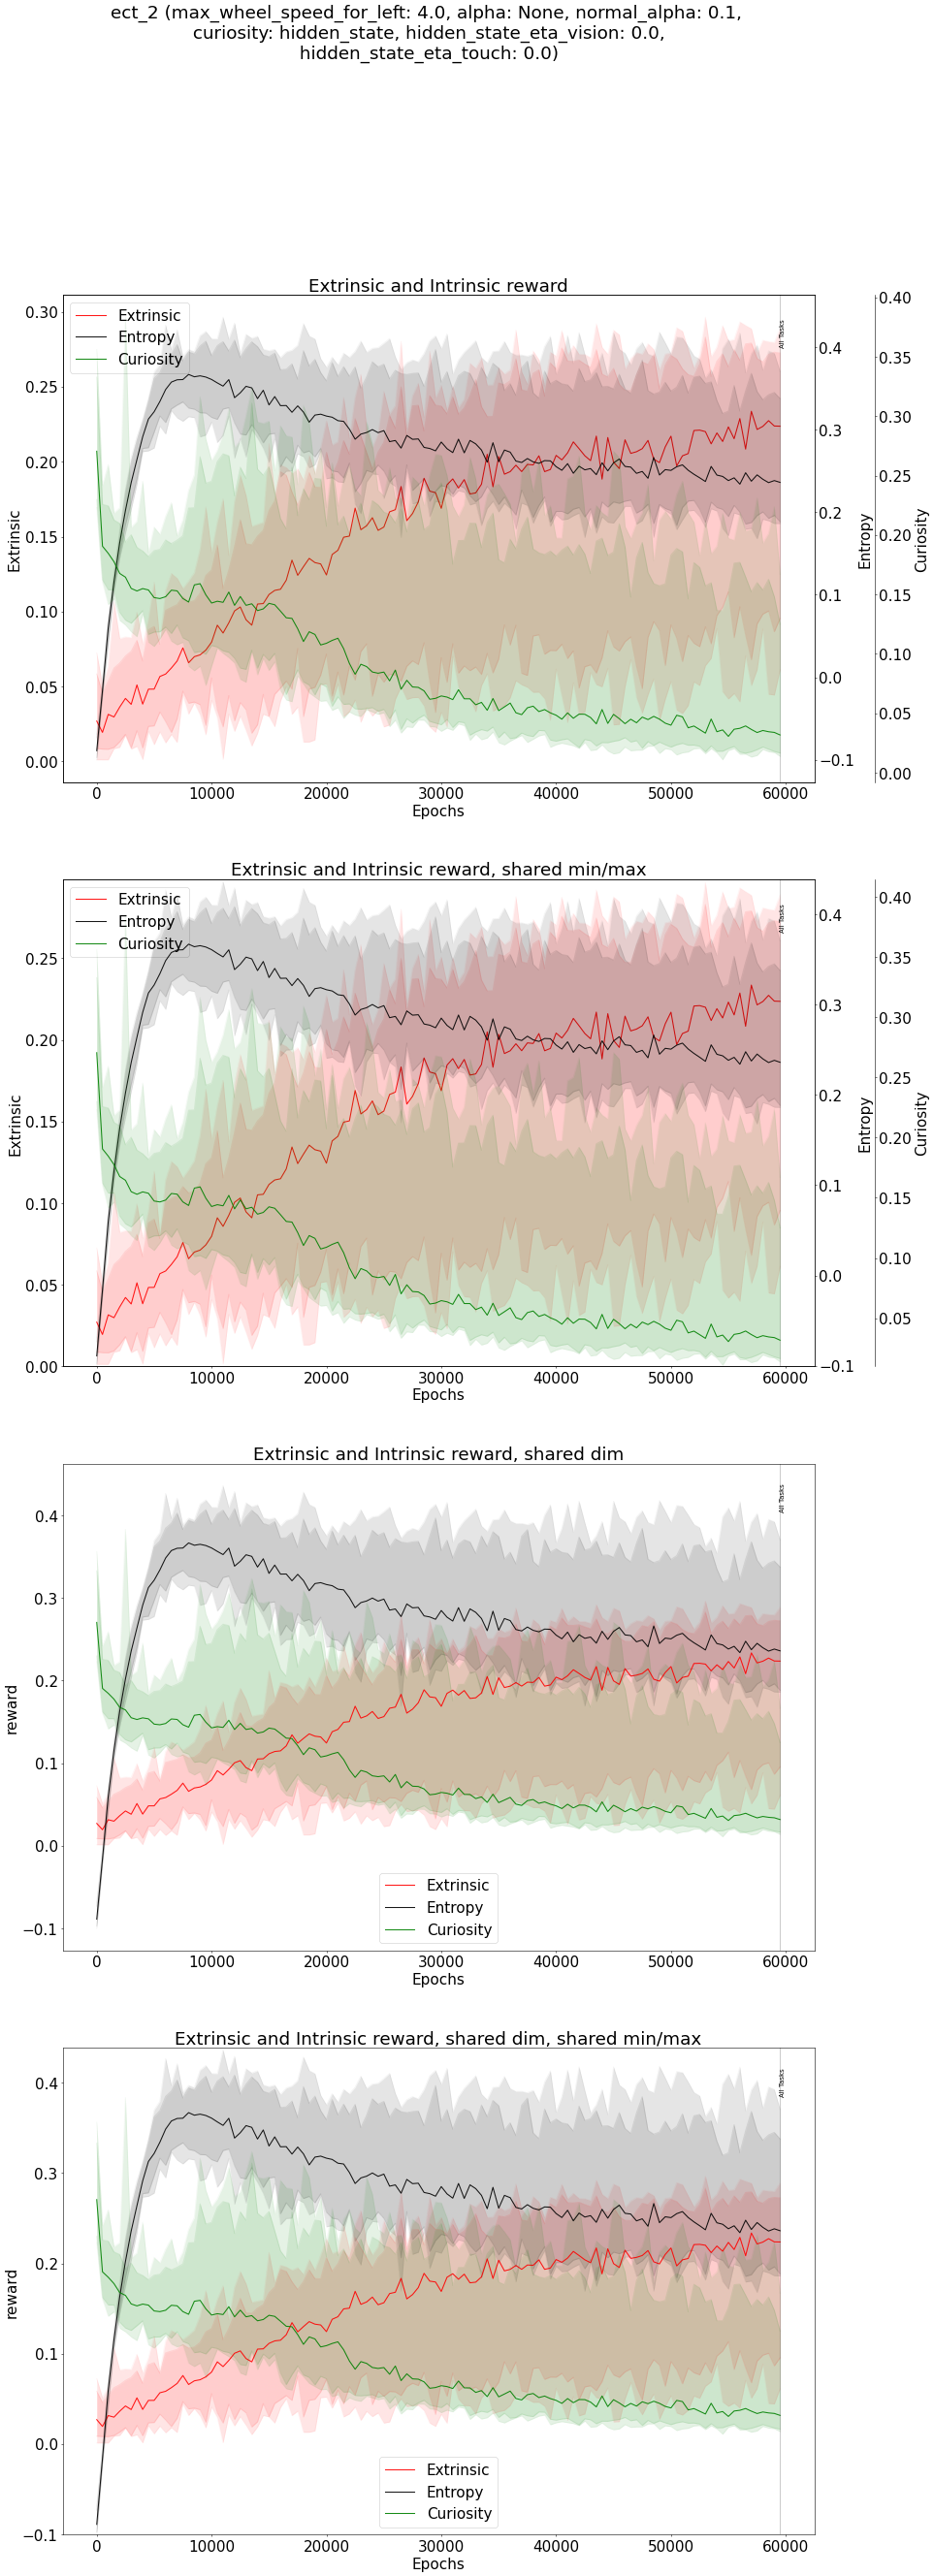 ect_2 (max_wheel_speed_for_left: 4.0, alpha: None, normal_alpha: 0.1,
curiosity: hidden_state, hidden_state_eta_vision: 0.0,
hidden_state_eta_touch: 0.0)
Extrinsic and Intrinsic reward
Extrinsic
Entropy
Curiosity
All Tasks
0.30
0.25
0.20
0.15
0.10
0.05
0.00
Extrinsic
0.4
0.3
0.2
0.1
0.0
−0.1
Entropy
0.40
0.35
0.30
0.25
0.20
0.15
0.10
0.05
0.00
Curiosity
0 10000 20000 30000 40000 50000 60000
Epochs
Extrinsic and Intrinsic reward, shared min/max
Extrinsic
Entropy
Curiosity
All Tasks
0.25
0.20
0.15
0.10
0.05
0.00
Extrinsic
0.4
0.3
0.2
0.1
0.0
−0.1
Entropy
0.40
0.35
0.30
0.25
0.20
0.15
0.10
0.05
Curiosity
0 10000 20000 30000 40000 50000 60000
Epochs
Extrinsic and Intrinsic reward, shared dim
All Tasks
0.4
0.3
0.2
0.1
0.0
−0.1
reward
Extrinsic
Entropy
Curiosity
0 10000 20000 30000 40000 50000 60000
Epochs
Extrinsic and Intrinsic reward, shared dim, shared min/max
All Tasks
0.4
0.3
0.2
0.1
0.0
−0.1
reward
Extrinsic
Entropy
Curiosity
0 10000 20000 30000 40000 50000 60000
Epochs